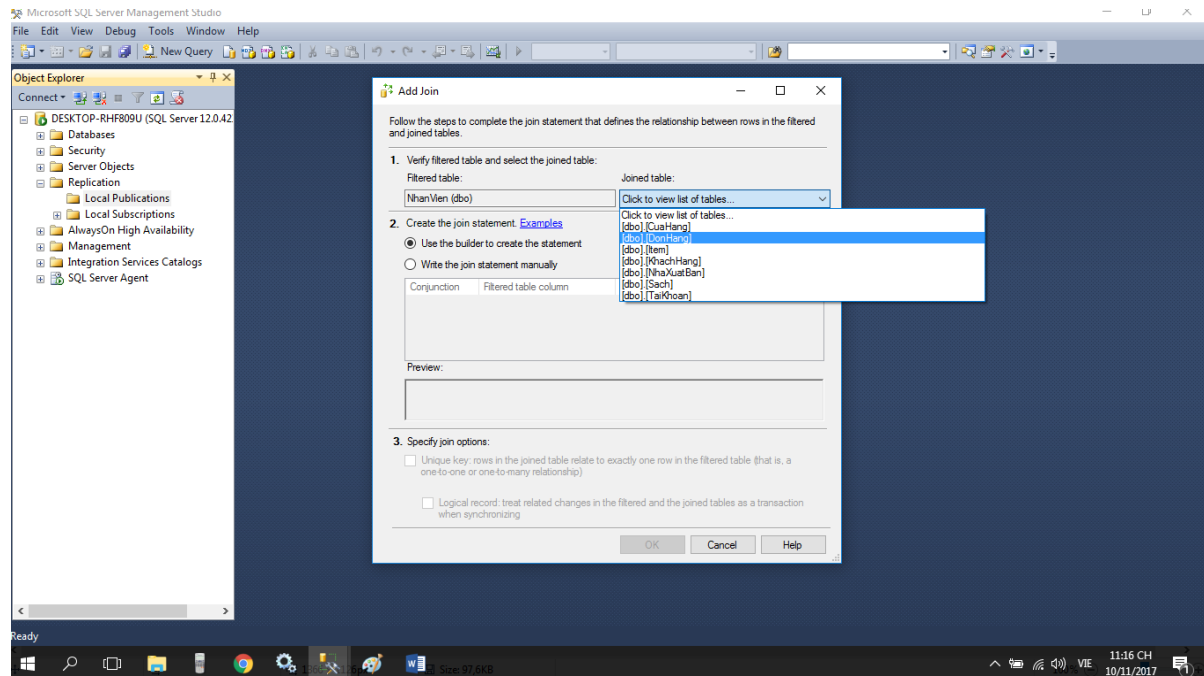 Microsoft SQL Server Management Studio
File Edit View Debug Tools Window Help
New Query
Object Explorer
Connect
DESKTOP-RHF809U (SQL Server 12.0.42
Databases
Security
Server Objects
Replication
Local Publications
Local Subscriptions
AlwaysOn High Availability
Management
Integration Services Catalogs
SQL Server Agent
Add Join
Follow the steps to complete the join statement that defines the relationship between rows in the filtered
and joined tables.
1. Verify filtered table and select the joined table:
Filtered table: Joined table:
NhanVien (dbo) Click to view list of tables...
Click to view list of tables...
[dbo].[CuaHang]
[dbo].[DonHang]
[dbo].[Item]
[dbo].[KhachHang]
[dbo].[NhaXuatBan]
[dbo].[Sach]
[dbo].[TaiKhoan]
2. Create the join statement. Examples
Use the builder to create the statement
Write the join statement manually
Conjunction Filtered table column
Preview:
3. Specify join options:
Unique key: rows in the joined table relate to exactly one row in the filtered table (that is, a
one-to-one or one-to-many relationship)
Logical record: treat related changes in the filtered and the joined tables as a transaction
when synchronizing
OK Cancel Help
Ready
Size: 97,6KB
VIE
11:16 CH
10/11/2017